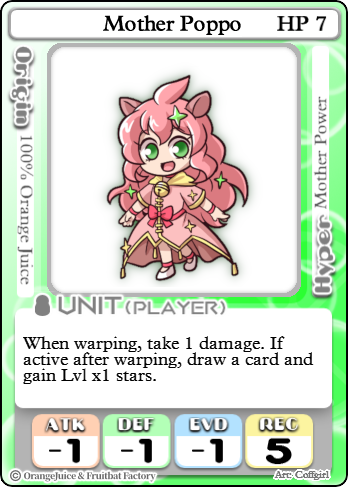 Mother Poppo HP 7
Origin
100% Orange Juice
Hyper
Mother Power
UNIT (PLAYER)
When warping, take 1 damage. If
active after warping, draw a card and
gain Lvl x1 stars.
ATK DEF EVD REC
-1 -1 -1 5
© OrangeJuice & Fruitbat Factory Arc, Coffgirl